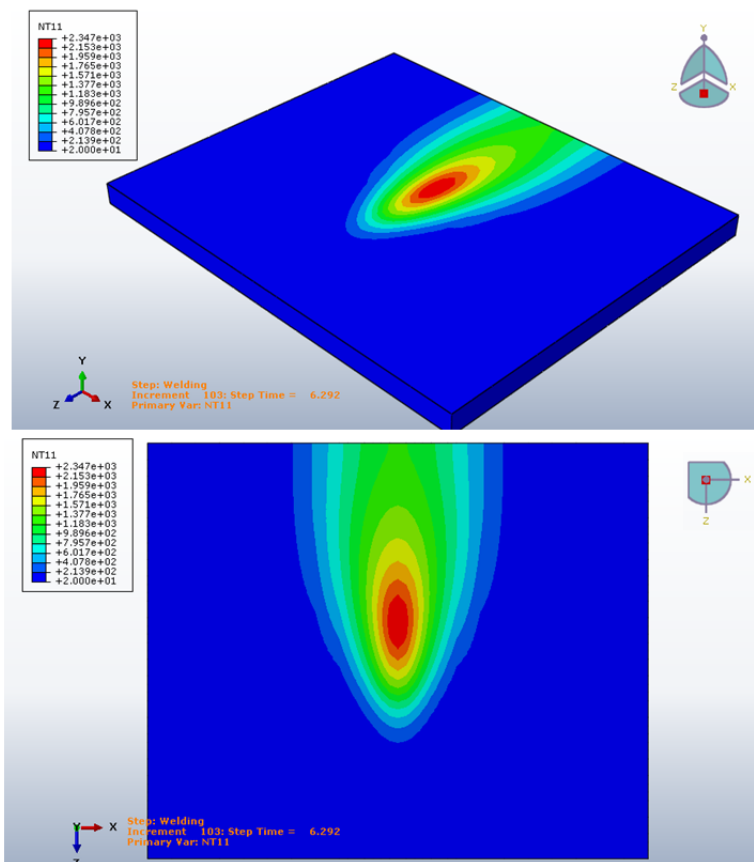 NT11
+2.347e+03
+2.153e+03
+1.959e+03
+1.765e+03
+1.571e+03
+1.377e+03
+1.183e+03
+9.896e+02
+7.957e+02
+6.017e+02
+4.078e+02
+2.139e+02
+2.000e+01
Y
Z
X
Y
Z
X
Step: Welding
Increment 103: Step Time = 6.292
Primary Var: NT11
NT11
+2.347e+03
+2.153e+03
+1.959e+03
+1.765e+03
+1.571e+03
+1.377e+03
+1.183e+03
+9.896e+02
+7.957e+02
+6.017e+02
+4.078e+02
+2.139e+02
+2.000e+01
X
Z
Y
X
Z
Step: Welding
Increment 103: Step Time = 6.292
Primary Var: NT11